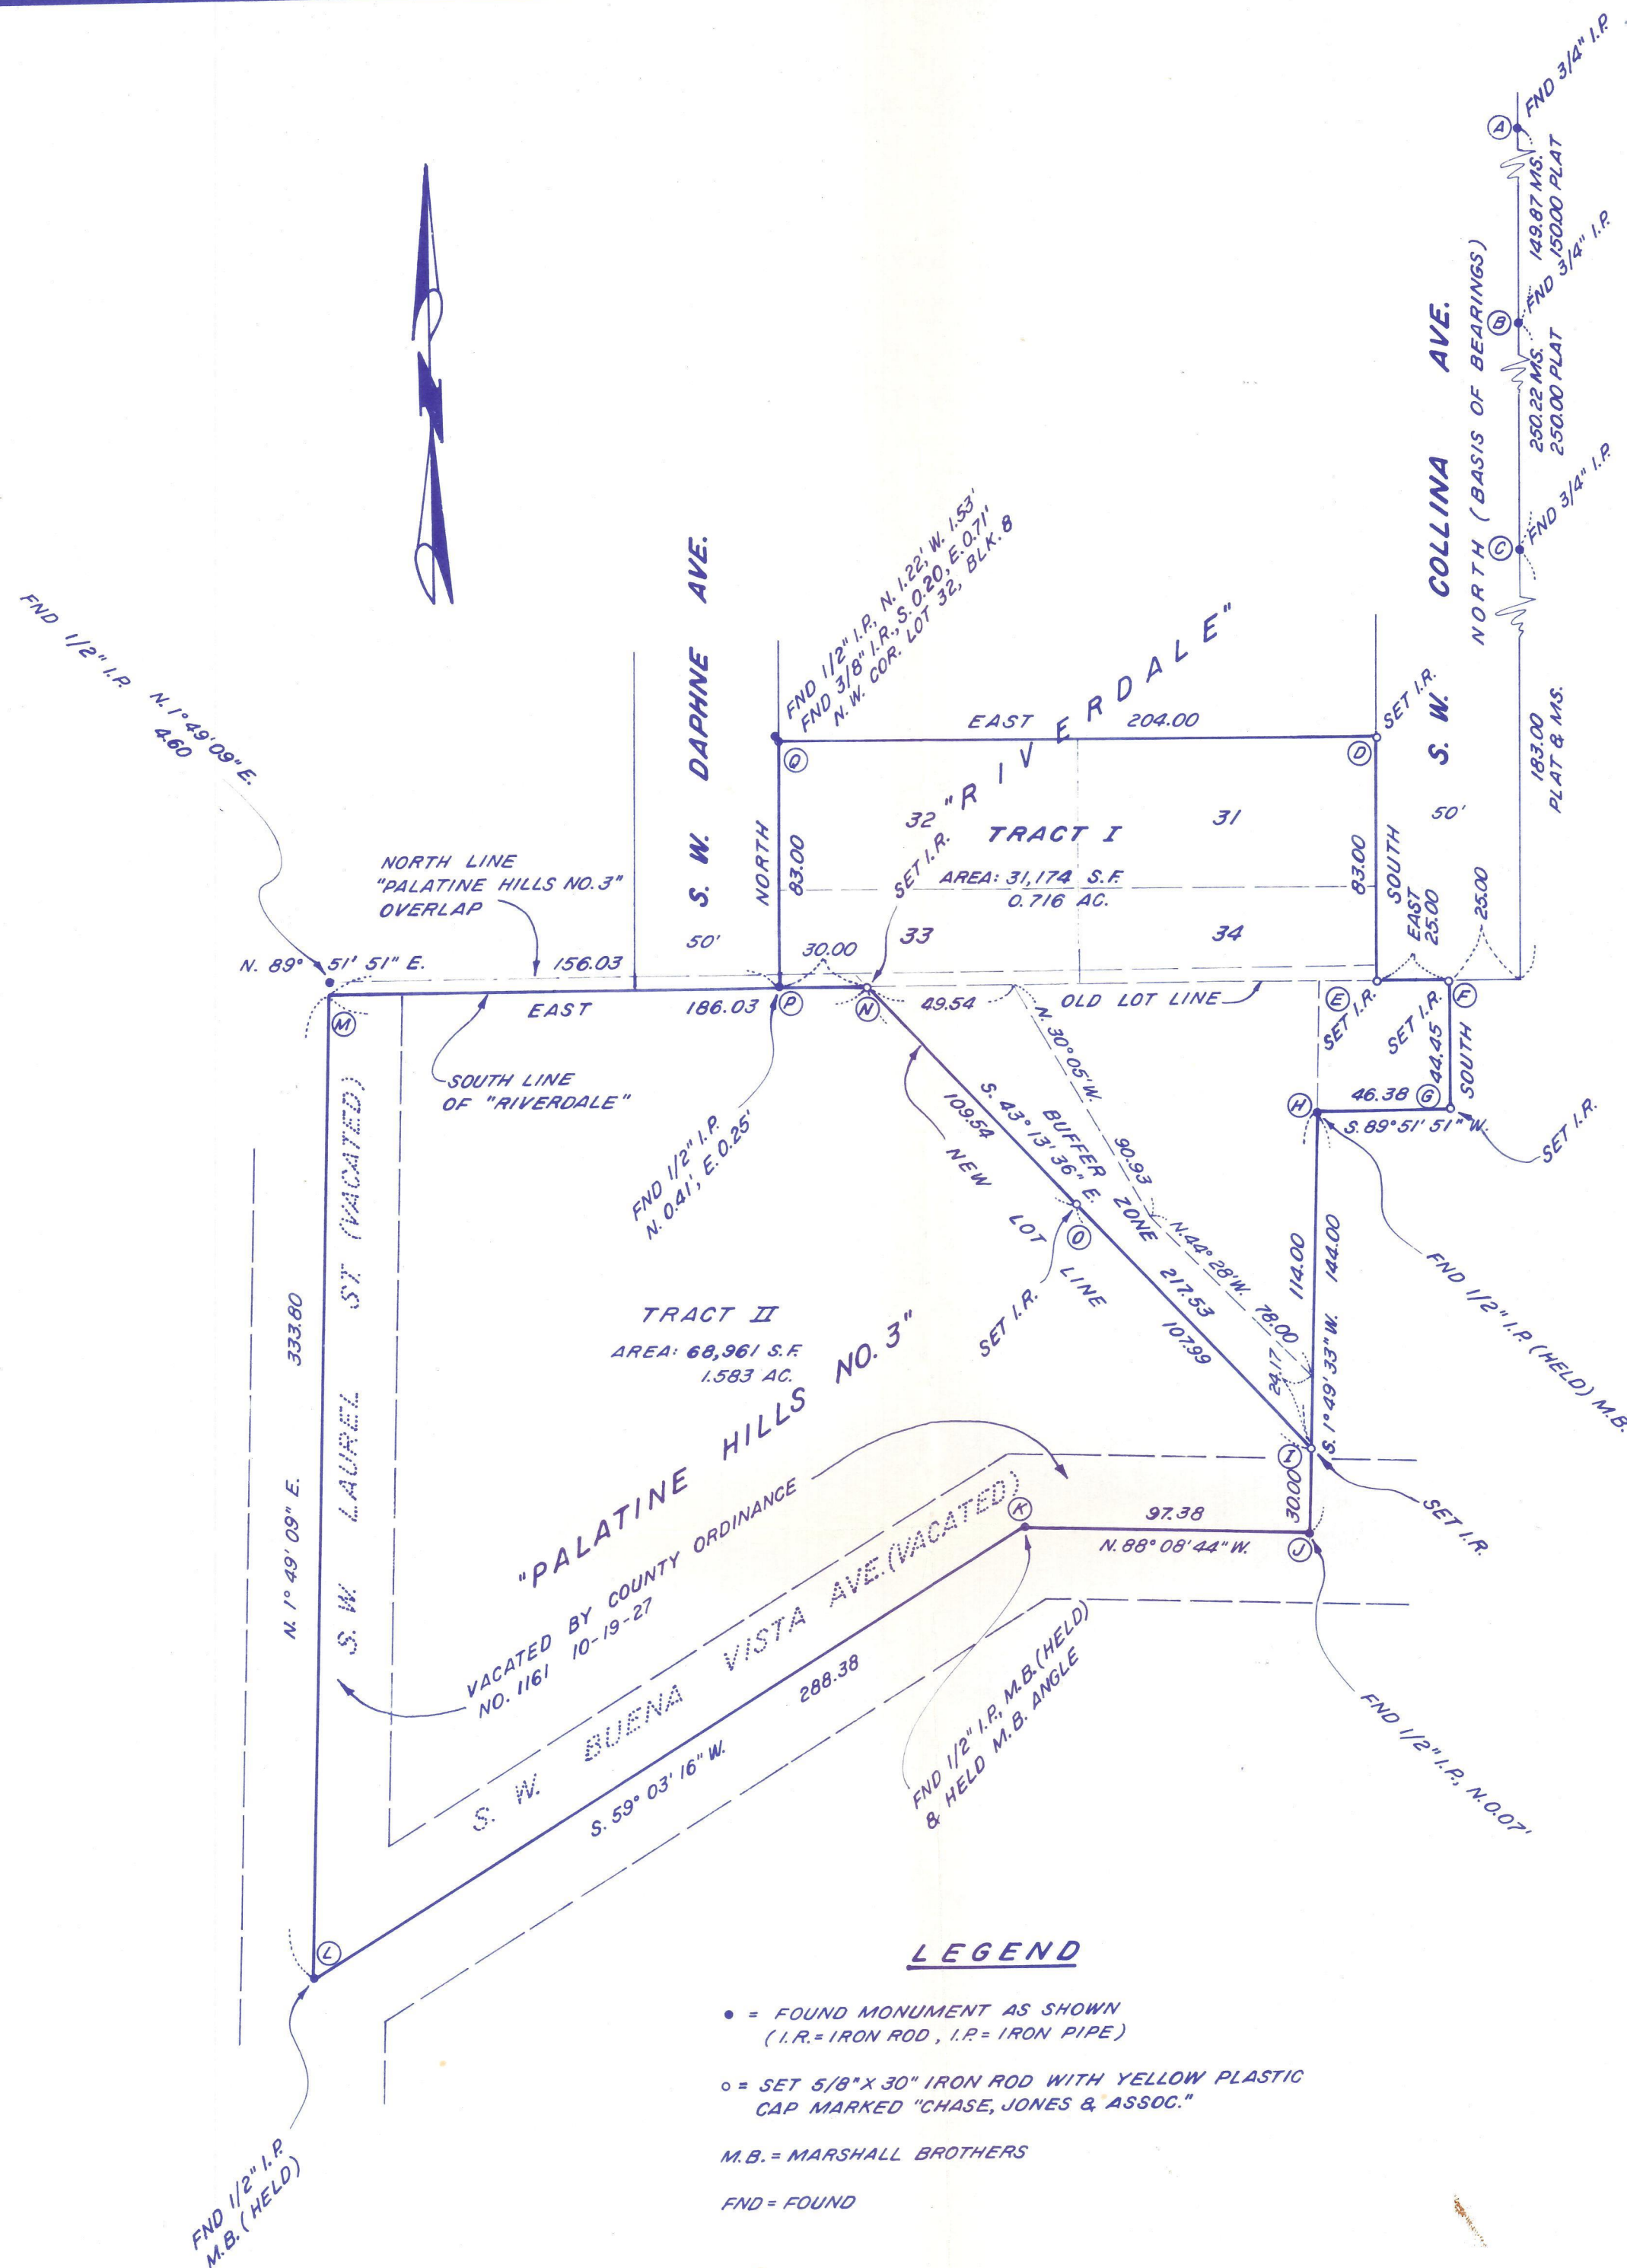 A
FND 3/4" I.P.
149.87 MS.
150.00 PLAT
B
FND 3/4" I.P.
250.22 MS.
250.00 PLAT
C
FND 3/4" I.P.
183.00
PLAT & MS.
S. W. COLLINA AVE.
NORTH (BASIS OF BEARINGS)
50'
S. W. DAPHNE AVE.
50'
FND 1/2" I.P., N. 1.22', W. 1.53'
FND 3/8" I.R., S. 0.20, E. 0.71'
N. W. COR. LOT 32, BLK. 8
FND 1/2" I.P. N. 1°49'09" E.
4.60
"RIVERDALE"
EAST 204.00
Q
D
SET I.R.
NORTH
83.00
32
31
TRACT I
AREA: 31,174 S.F.
0.716 AC.
33
34
SET I.R.
83.00
SOUTH
EAST
25.00
25.00
NORTH LINE
"PALATINE HILLS NO. 3"
OVERLAP
N. 89° 51' 51" E. 156.03
30.00
M
EAST 186.03
P
N
49.54
OLD LOT LINE
E
SET I.R.
F
SET I.R.
44.45
SOUTH
SOUTH LINE
OF "RIVERDALE"
FND 1/2" I.P.
N. 0.41', E. 0.25'
H
46.38
G
S. 89° 51' 51" W.
SET I.R.
N. 30° 05' W.
90.93
S. 43° 13' 36" E.
109.54
BUFFER ZONE
NEW LOT LINE
N. 44° 28' W. 78.00
217.53
107.99
24.17
O
SET I.R.
114.00
144.00
S. 1° 49' 33" W.
FND 1/2" I.P. (HELD) M.B.
S. W. LAUREL ST. (VACATED)
333.80
N. 1° 49' 09" E.
TRACT II
AREA: 68,961 S.F.
1.583 AC.
"PALATINE HILLS NO. 3"
VACATED BY COUNTY ORDINANCE
NO. 1161 10-19-27
S. W. BUENA VISTA AVE. (VACATED)
I
SET I.R.
30.00
K
97.38
N. 88° 08' 44" W.
J
FND 1/2" I.P., N. 0.07'
288.38
S. 59° 03' 16" W.
FND 1/2" I.P., M.B. (HELD)
& HELD M.B. ANGLE
L
FND 1/2" I.P.
M.B. (HELD)
LEGEND
● = FOUND MONUMENT AS SHOWN
(I.R. = IRON ROD, I.P. = IRON PIPE)
○ = SET 5/8" X 30" IRON ROD WITH YELLOW PLASTIC
CAP MARKED "CHASE, JONES & ASSOC."
M.B. = MARSHALL BROTHERS
FND = FOUND